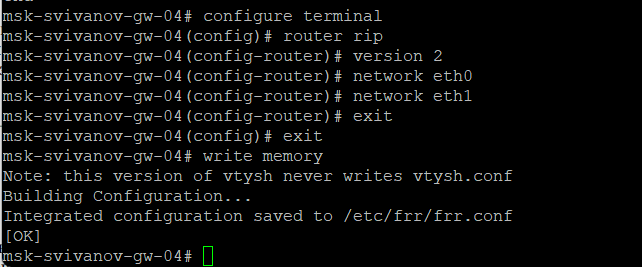 msk-svivanov-gw-04# configure terminal
msk-svivanov-gw-04(config)# router rip
msk-svivanov-gw-04(config-router)# version 2
msk-svivanov-gw-04(config-router)# network eth0
msk-svivanov-gw-04(config-router)# network eth1
msk-svivanov-gw-04(config-router)# exit
msk-svivanov-gw-04(config)# exit
msk-svivanov-gw-04# write memory
Note: this version of vtysh never writes vtysh.conf
Building Configuration...
Integrated configuration saved to /etc/frr/frr.conf
[OK]
msk-svivanov-gw-04#